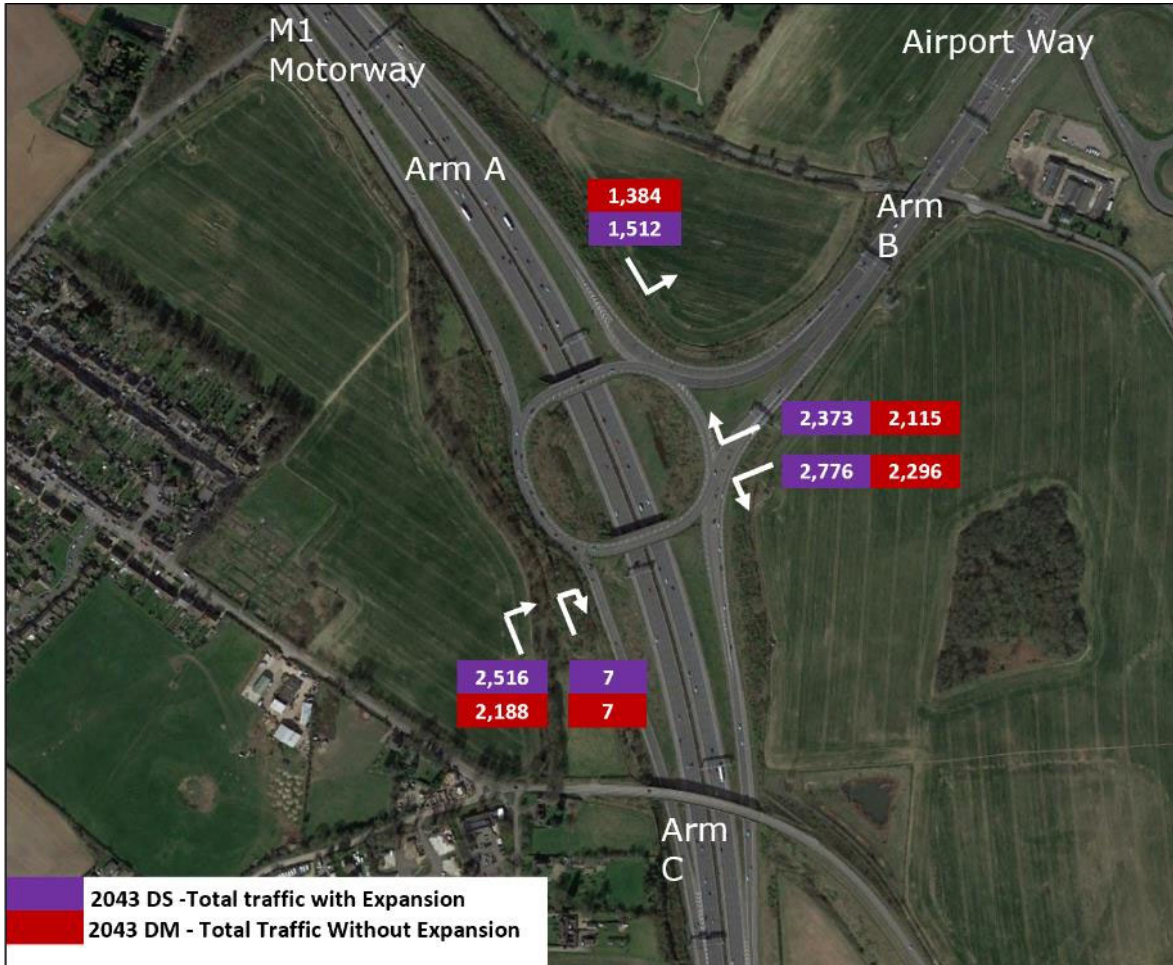 M1
Motorway
Airport Way
Arm A
1,384
1,512
Arm
B
2,373 2,115
2,776 2,296
2,516 7
2,188 7
Arm
C
2043 DS -Total traffic with Expansion
2043 DM - Total Traffic Without Expansion